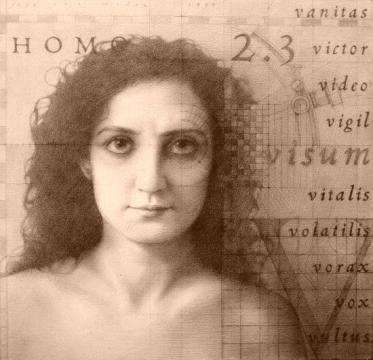 HOMO 2.3
vanitas
victor
video
vigil
visum
vitalis
volatilis
vorax
vox
vultus